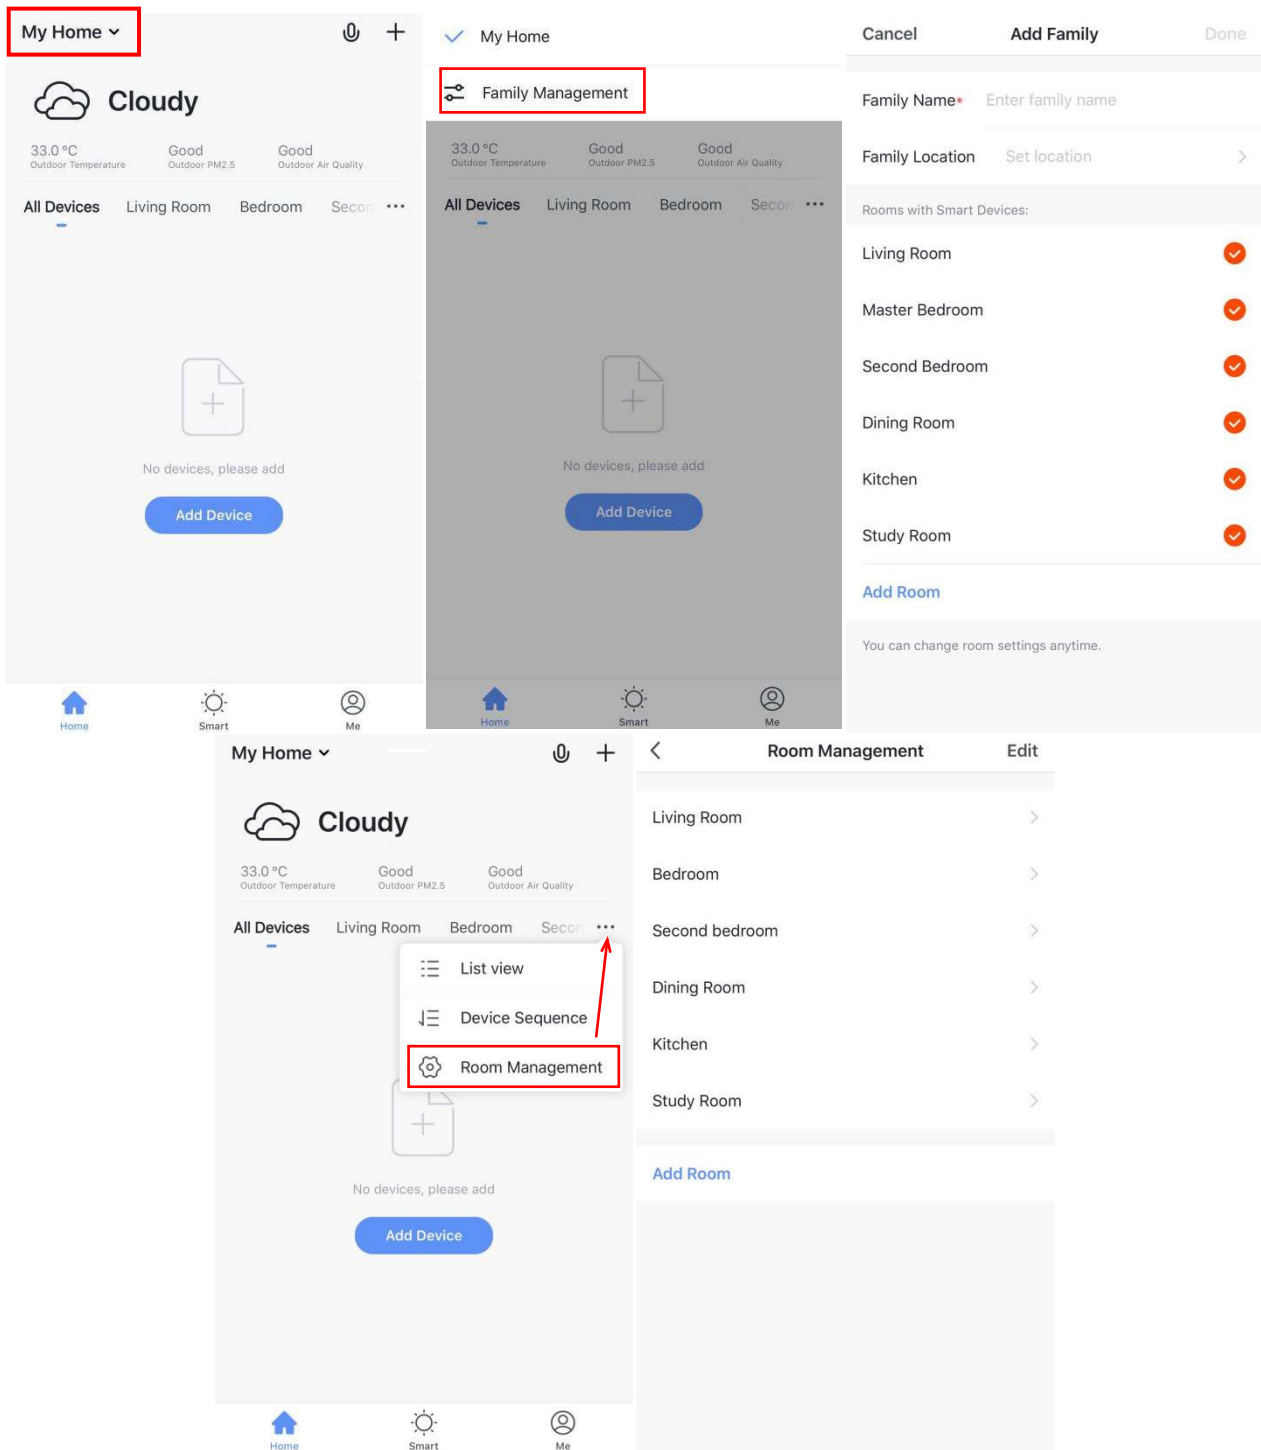 My Home
Cloudy
33.0 °C Good Good
Outdoor Temperature Outdoor PM2.5 Outdoor Air Quality
All Devices Living Room Bedroom Secon
No devices, please add
Add Device
Home Smart Me
My Home
Family Management
33.0 °C Good Good
Outdoor Temperature Outdoor PM2.5 Outdoor Air Quality
All Devices Living Room Bedroom Secon
No devices, please add
Add Device
Home Smart Me
Cancel Add Family Done
Family Name* Enter family name
Family Location Set location
Rooms with Smart Devices:
Living Room
Master Bedroom
Second Bedroom
Dining Room
Kitchen
Study Room
Add Room
You can change room settings anytime.
My Home
Cloudy
33.0 °C Good Good
Outdoor Temperature Outdoor PM2.5 Outdoor Air Quality
All Devices Living Room Bedroom Secon
List view
Device Sequence
Room Management
No devices, please add
Add Device
Home Smart Me
Room Management Edit
Living Room
Bedroom
Second bedroom
Dining Room
Kitchen
Study Room
Add Room